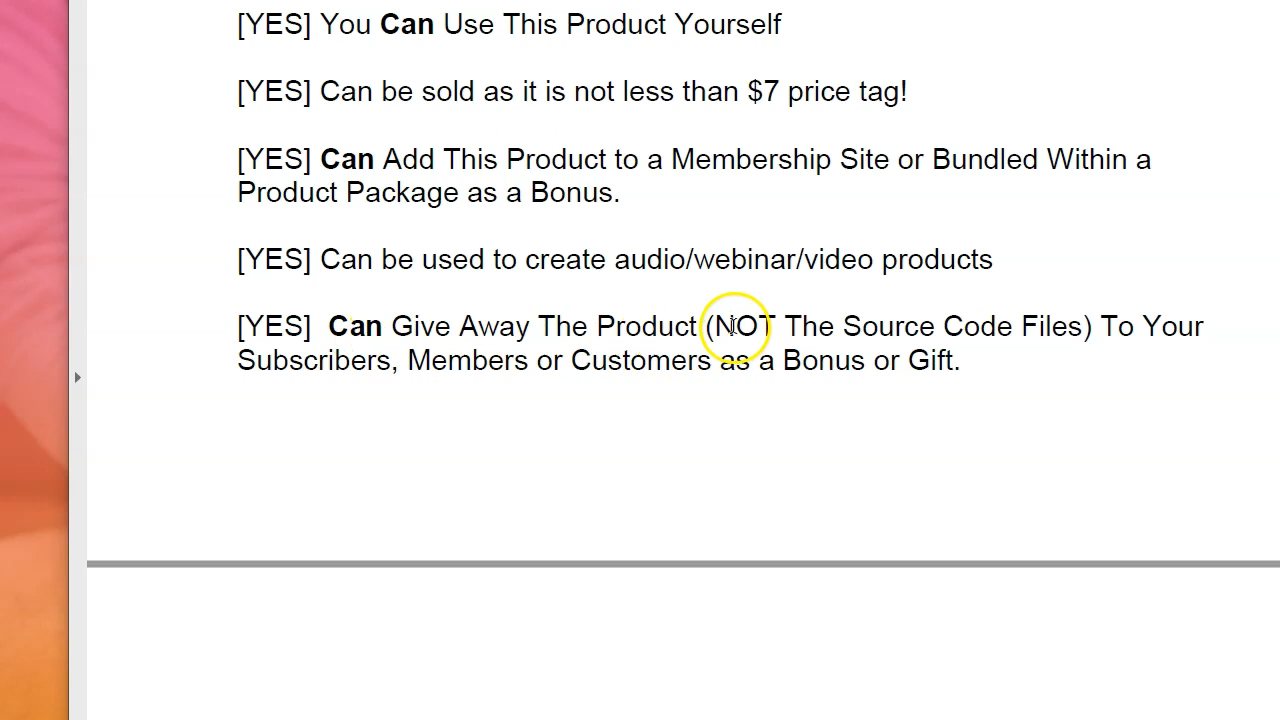 [YES] You Can Use This Product Yourself
[YES] Can be sold as it is not less than $7 price tag!
[YES] Can Add This Product to a Membership Site or Bundled Within a
Product Package as a Bonus.
[YES] Can be used to create audio/webinar/video products
[YES] Can Give Away The Product (NOT The Source Code Files) To Your
Subscribers, Members or Customers as a Bonus or Gift.